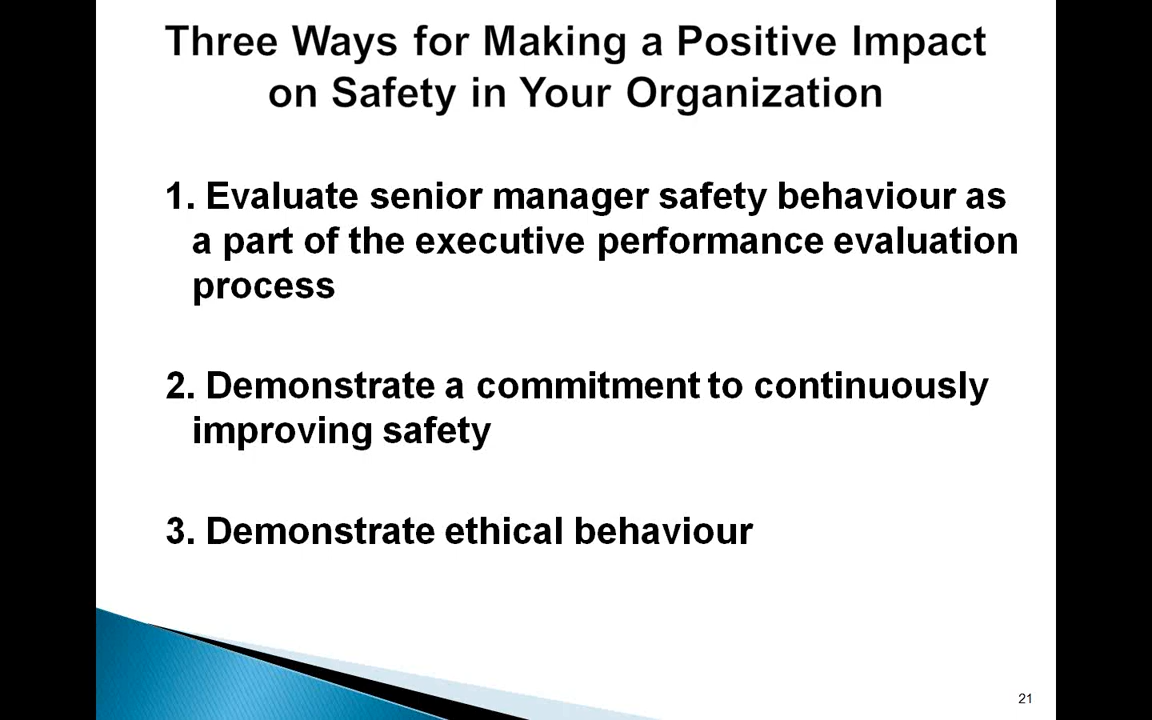 Three Ways for Making a Positive Impact
on Safety in Your Organization
1. Evaluate senior manager safety behaviour as
a part of the executive performance evaluation
process
2. Demonstrate a commitment to continuously
improving safety
3. Demonstrate ethical behaviour
21